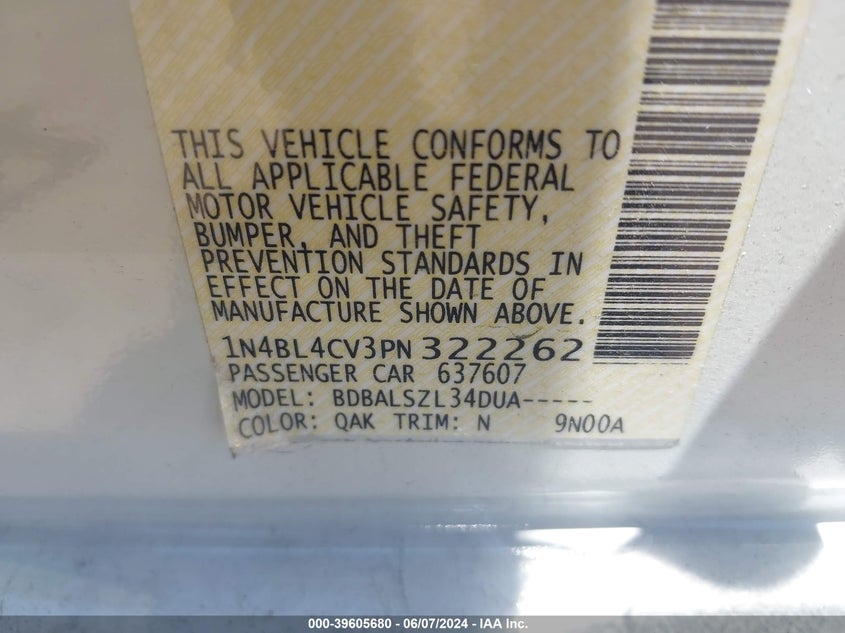 THIS VEHICLE CONFORMS TO
ALL APPLICABLE FEDERAL
MOTOR VEHICLE SAFETY,
BUMPER, AND THEFT
PREVENTION STANDARDS IN
EFFECT ON THE DATE OF
MANUFACTURE SHOWN ABOVE.
1N4BL4CV3PN322262
PASSENGER CAR 637607
MODEL: BDBALSZL34DUA-----
COLOR: QAK TRIM: N 9N00A
000-39605680 - 06/07/2024 - IAA Inc.